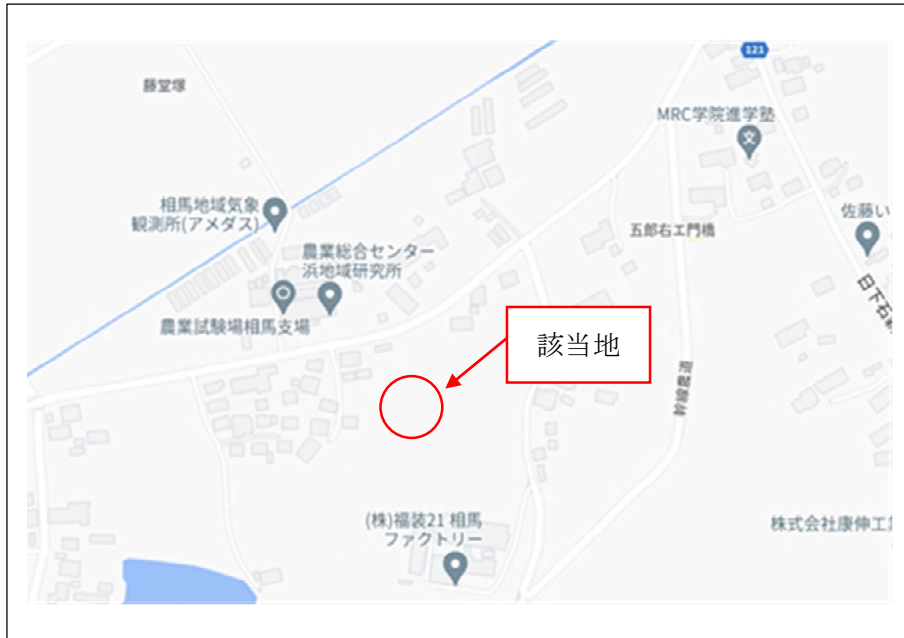 121
藤堂塚
MRC学院進学塾
文
相馬地域気象
観測所(アメダス)
佐藤い
五郎右エ門橋
農業総合センター
浜地域研究所
農業試験場相馬支場
該当地
(株)福装21 相馬
ファクトリー
株式会社康伸工業